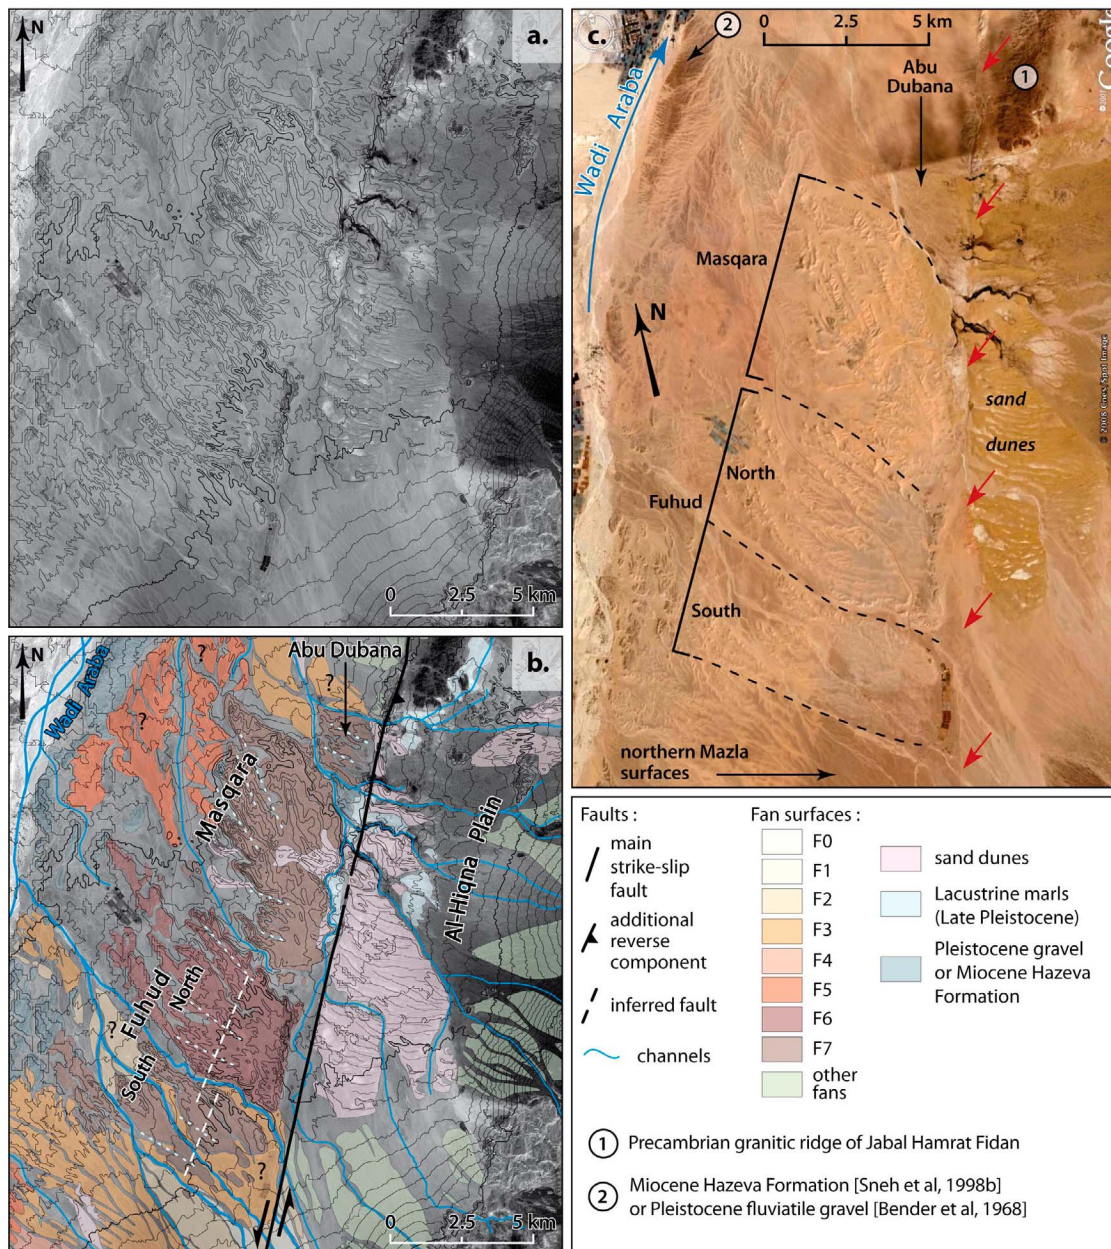 N
a.
0 2.5 5 km
N
b.
Abu Dubana
?
?
?
?
?
Wadi Araba
Masqara
Al-Hiqna Plain
Fuhud
North
South
0 2.5 5 km
c.
2
0 2.5 5 km
1
Abu
Dubana
Wadi Araba
Masqara
N
North
Fuhud
South
sand
dunes
northern Mazla
surfaces
© 2008 Cnes/Spot Image
Faults :
main
strike-slip
fault
additional
reverse
component
inferred fault
channels
Fan surfaces :
F0
F1
F2
F3
F4
F5
F6
F7
other
fans
sand dunes
Lacustrine marls
(Late Pleistocene)
Pleistocene gravel
or Miocene Hazeva
Formation
1 Precambrian granitic ridge of Jabal Hamrat Fidan
2 Miocene Hazeva Formation [Sneh et al, 1998b]
or Pleistocene fluviatile gravel [Bender et al, 1968]